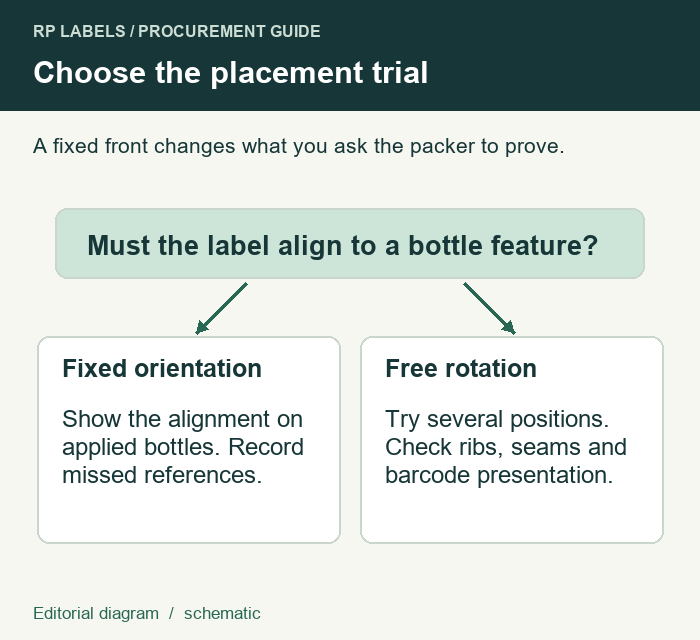 RP LABELS / PROCUREMENT GUIDE
Choose the placement trial
A fixed front changes what you ask the packer to prove.
Must the label align to a bottle feature?
Fixed orientation
Show the alignment on
applied bottles. Record
missed references.
Free rotation
Try several positions.
Check ribs, seams and
barcode presentation.
Editorial diagram / schematic